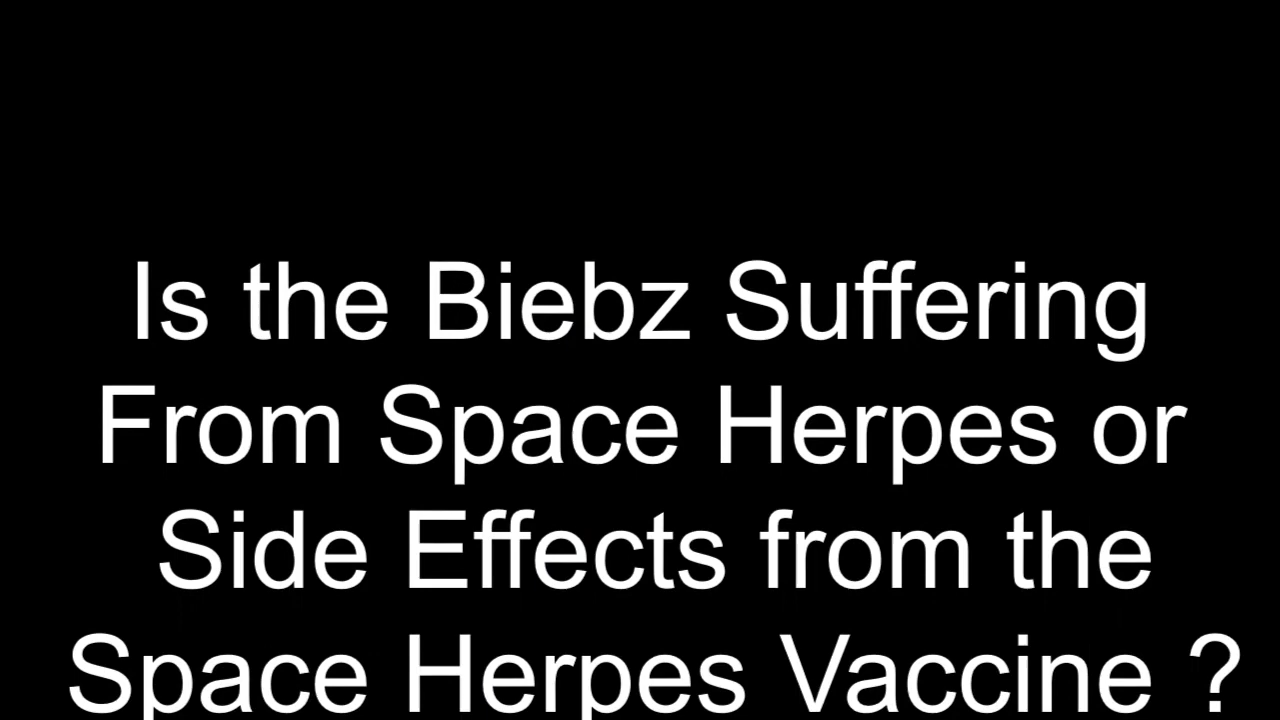 Is the Biebz Suffering
From Space Herpes or
Side Effects from the
Space Herpes Vaccine ?